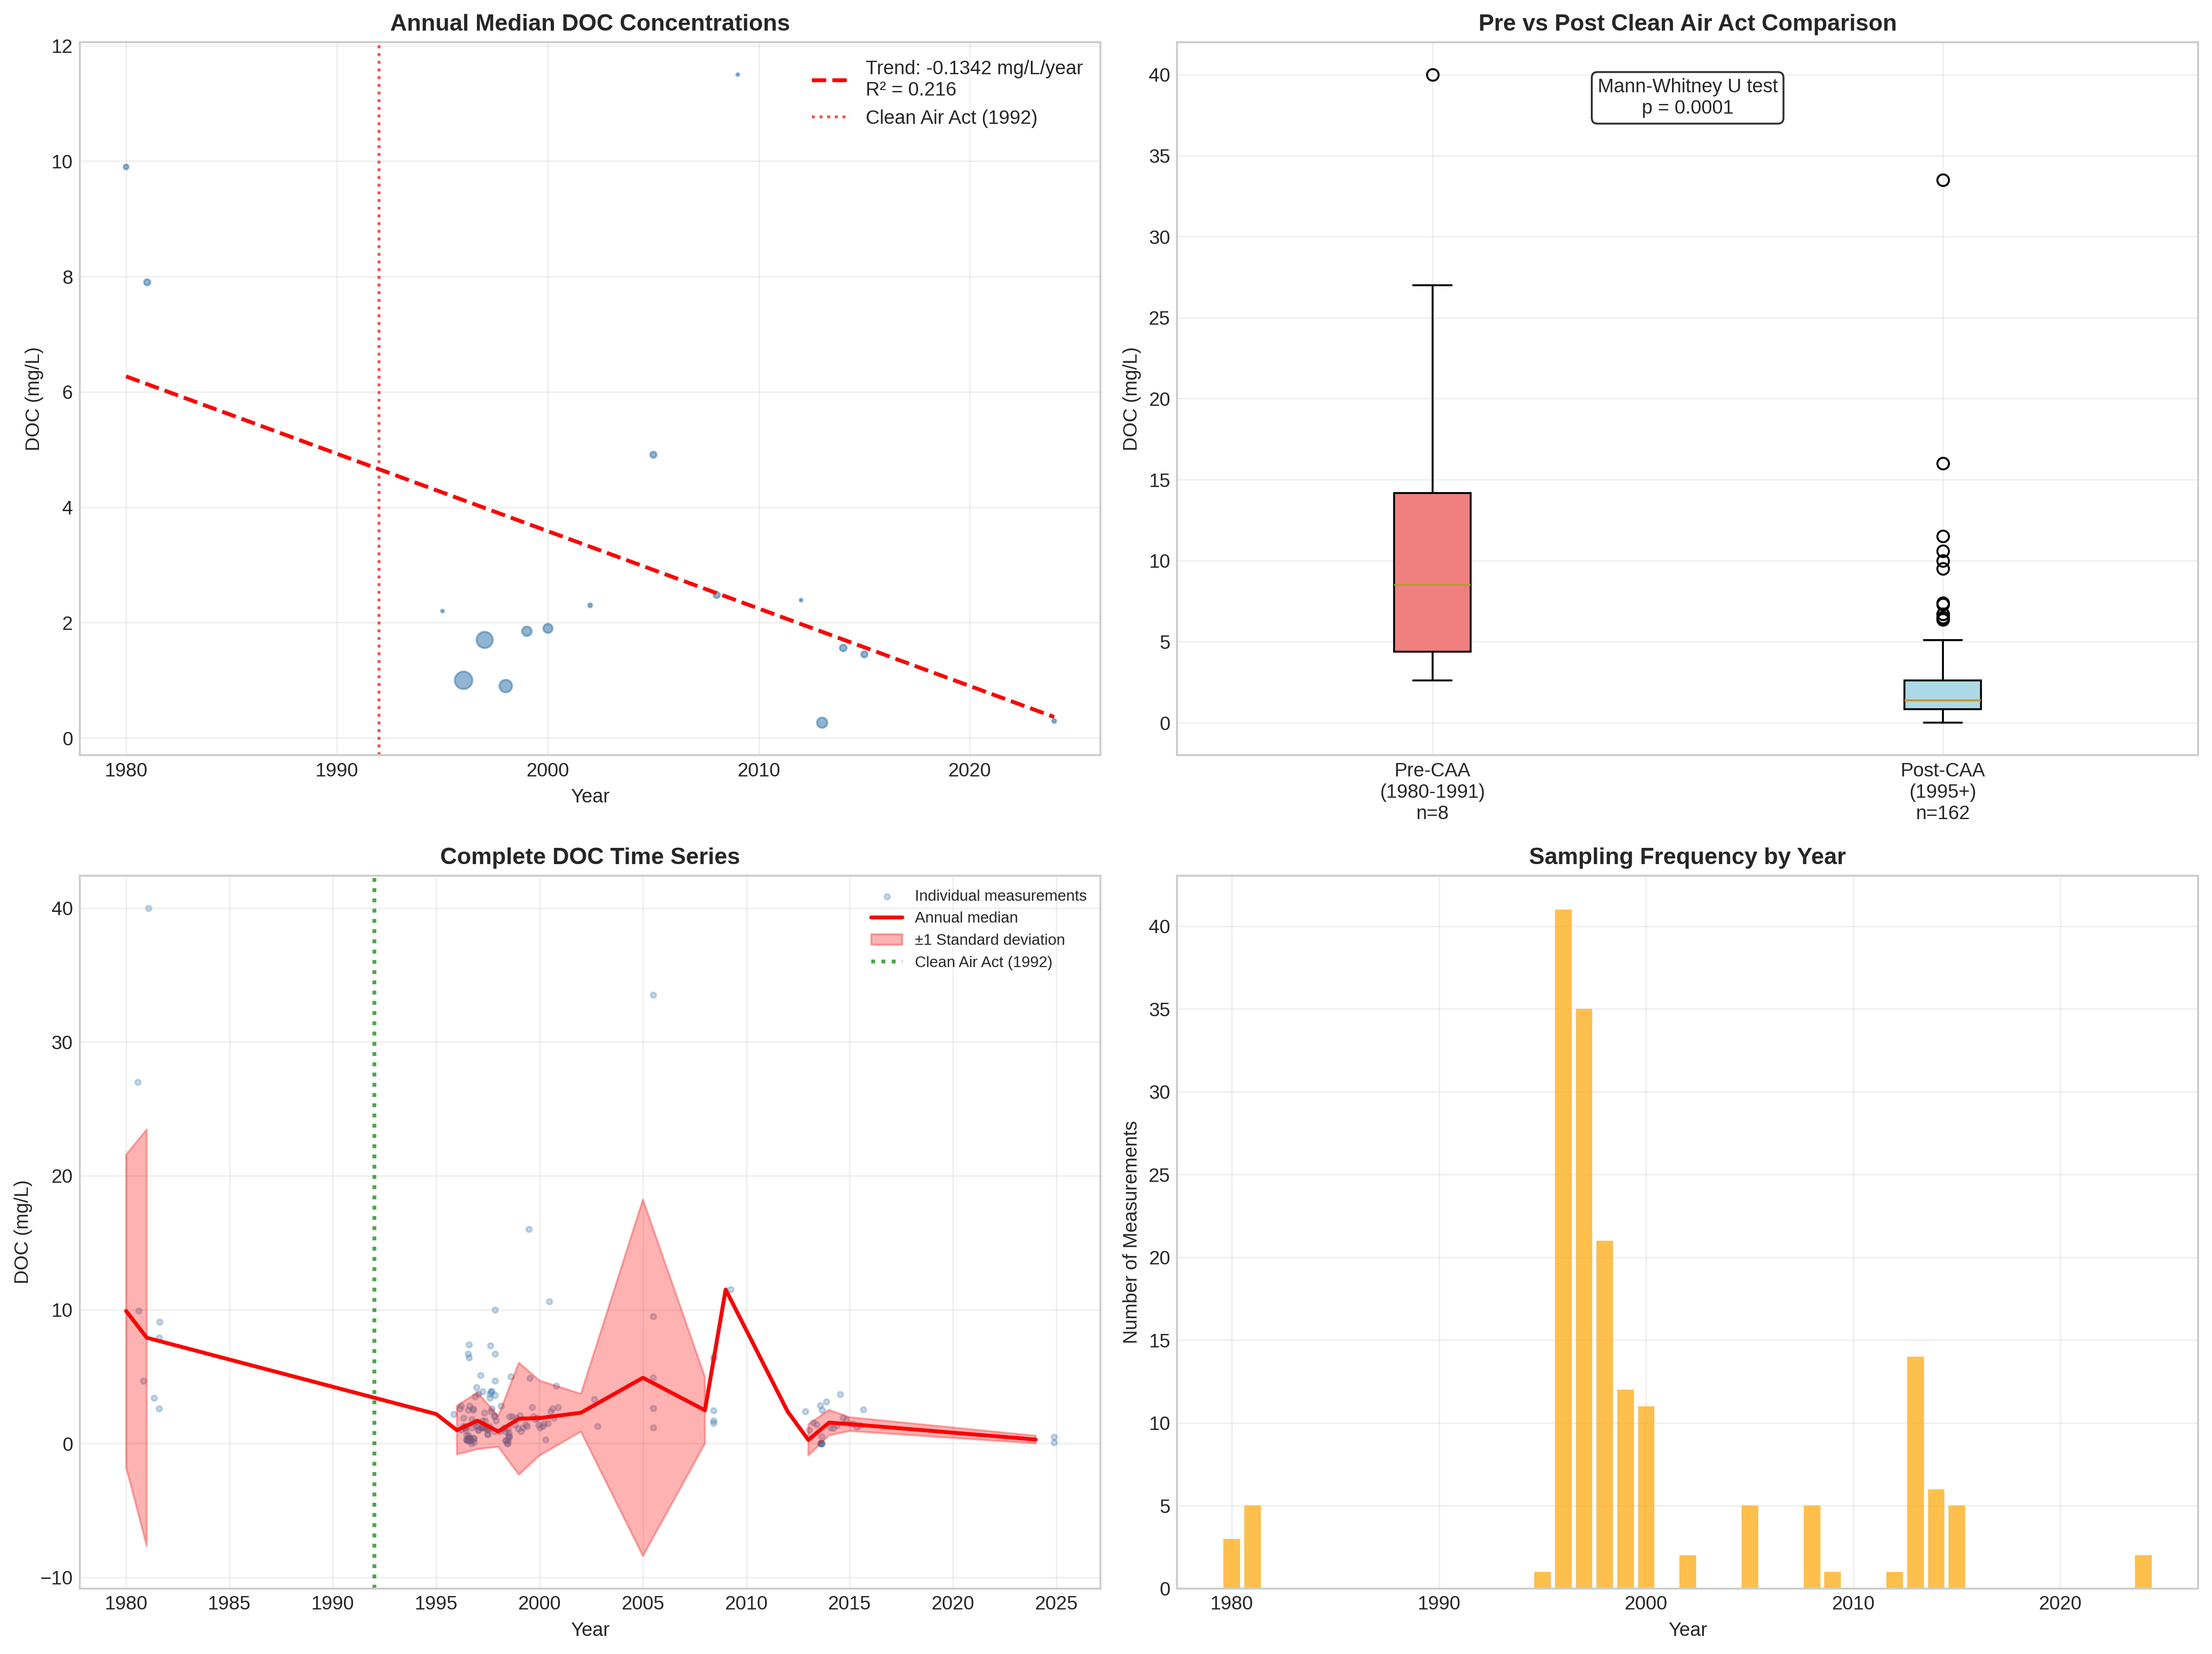 Annual Median DOC Concentrations
12
10
8
6
4
2
0
DOC (mg/L)
Trend: -0.1342 mg/L/year
R² = 0.216
Clean Air Act (1992)
1980
1990
2000
2010
2020
Year
Pre vs Post Clean Air Act Comparison
40
35
30
25
20
15
10
5
0
DOC (mg/L)
Mann-Whitney U test
p = 0.0001
Pre-CAA
(1980-1991)
n=8
Post-CAA
(1995+)
n=162
Complete DOC Time Series
40
30
20
10
0
−10
DOC (mg/L)
Individual measurements
Annual median
±1 Standard deviation
Clean Air Act (1992)
1980
1985
1990
1995
2000
2005
2010
2015
2020
2025
Year
Sampling Frequency by Year
40
35
30
25
20
15
10
5
0
Number of Measurements
1980
1990
2000
2010
2020
Year